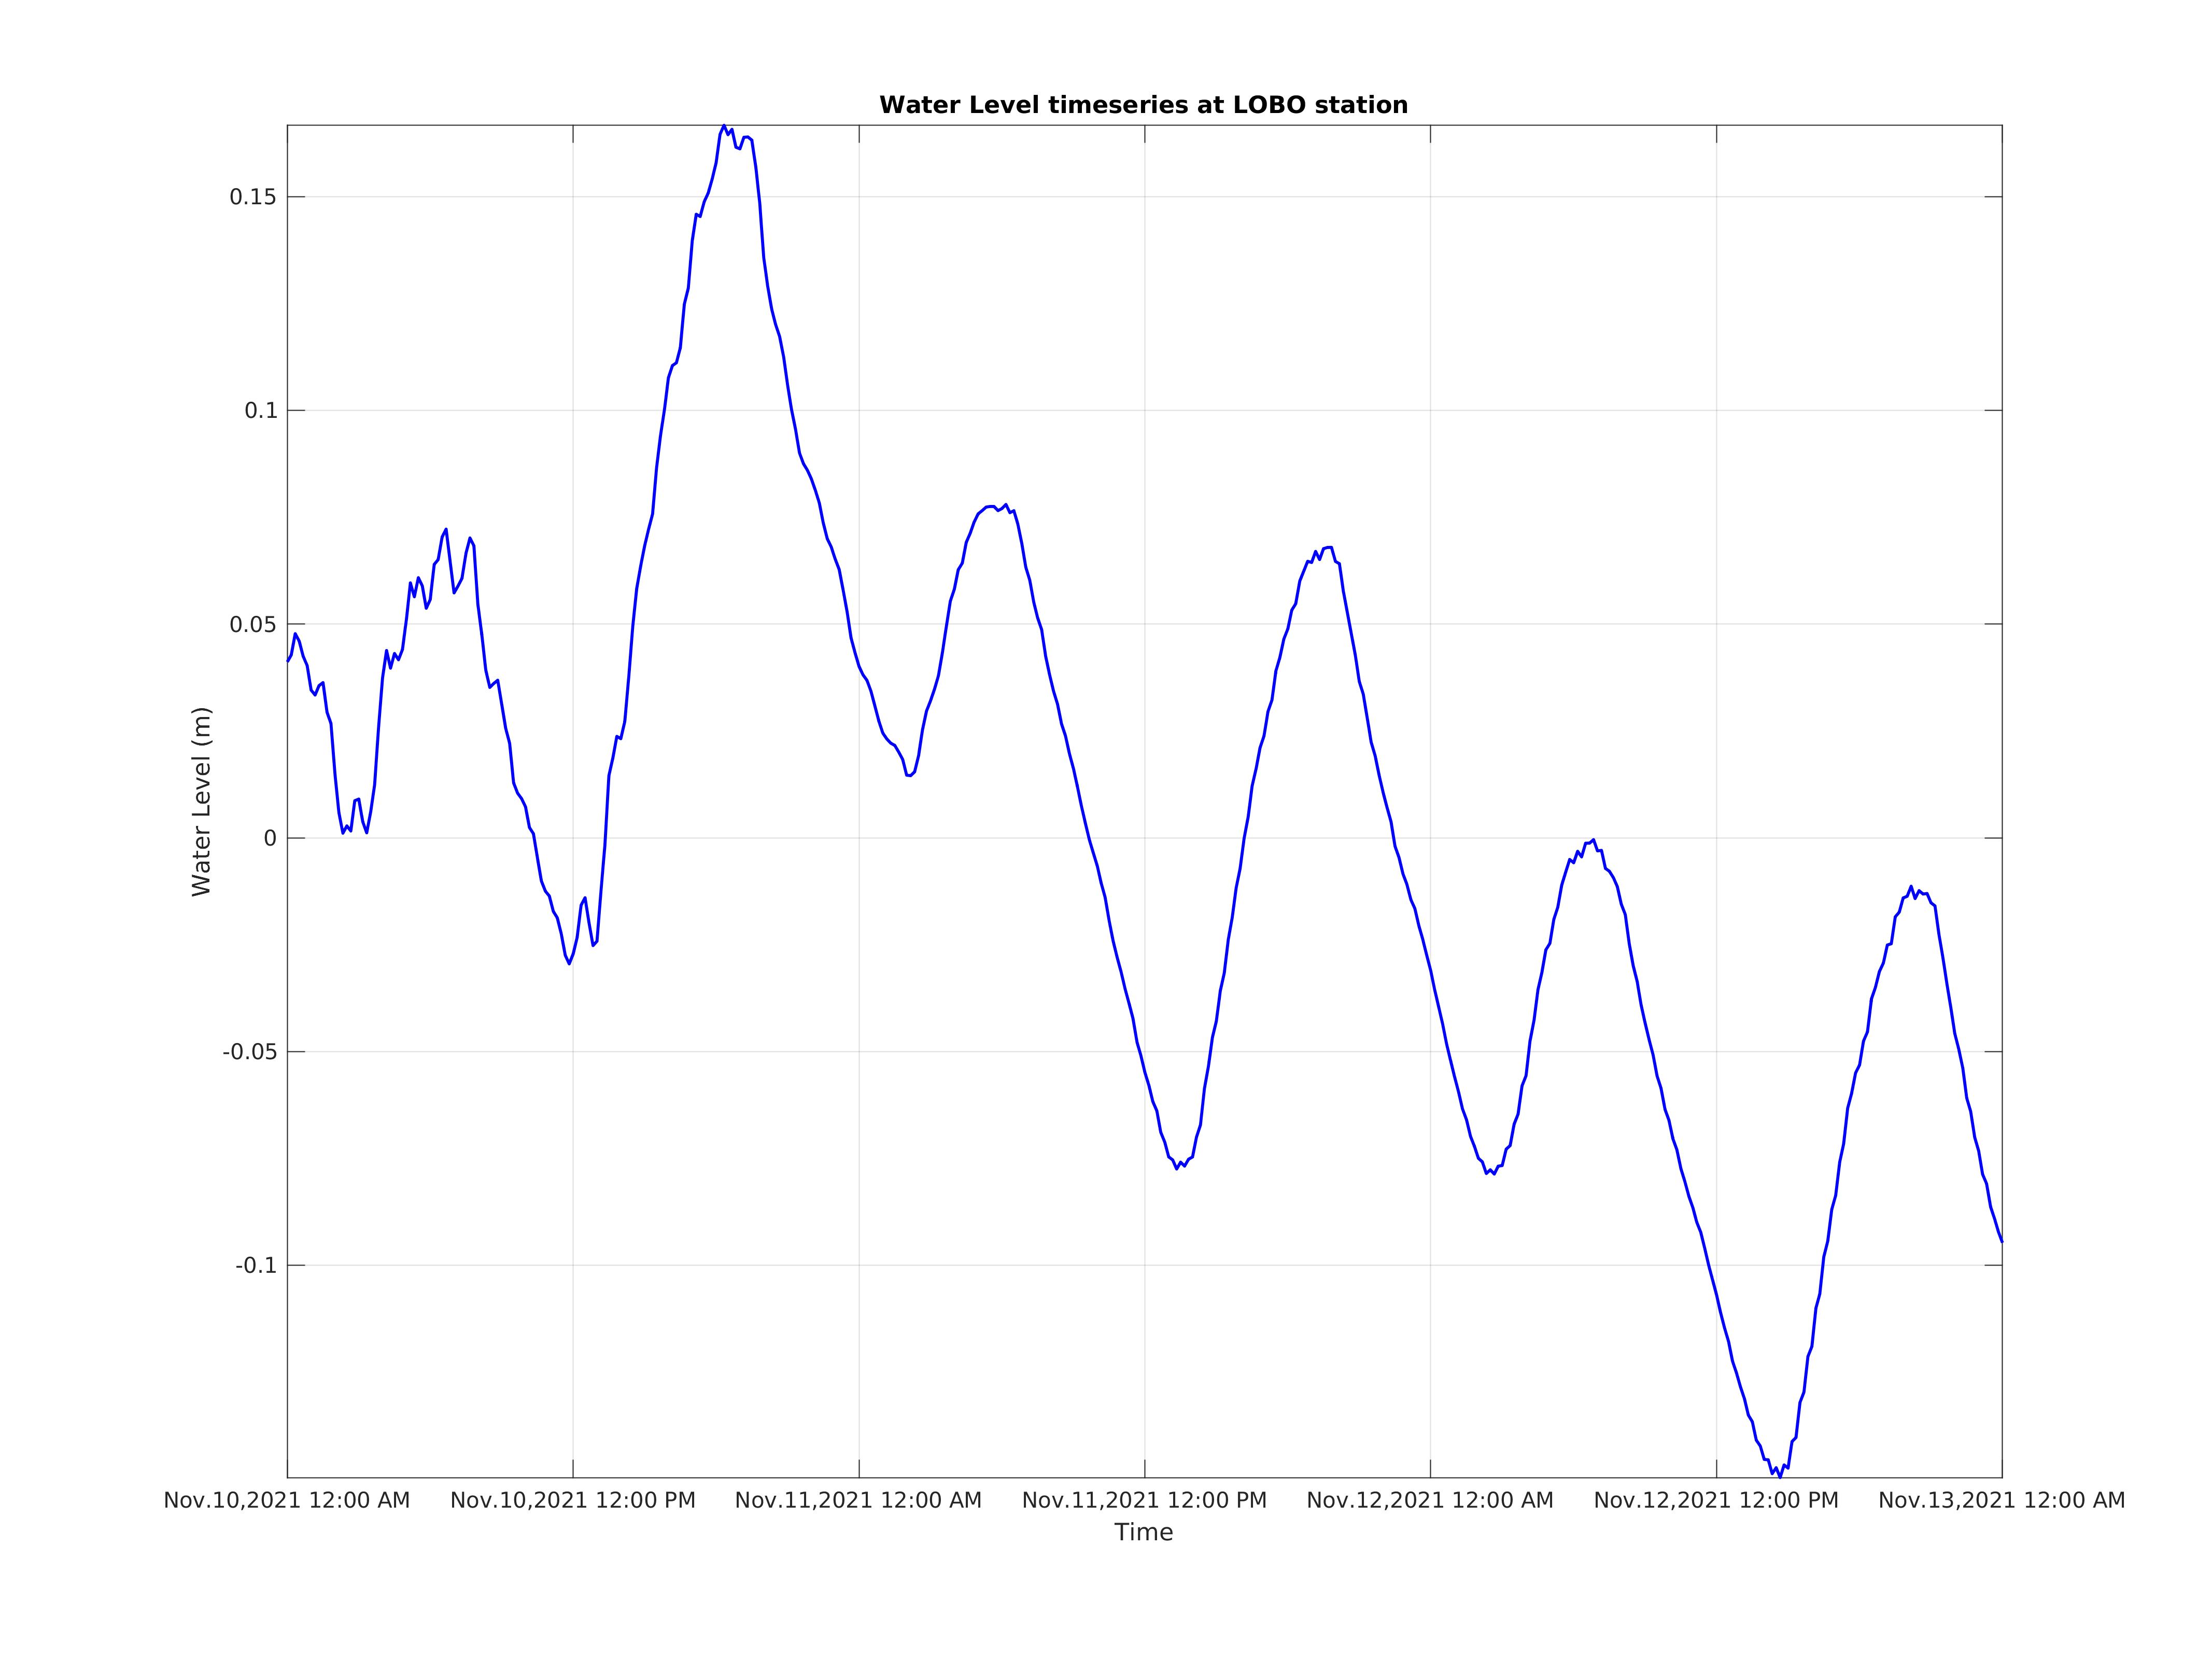 Water Level timeseries at LOBO station
0.15
0.1
0.05
0
-0.05
-0.1
Water Level (m)
Nov.10,2021 12:00 AM Nov.10,2021 12:00 PM Nov.11,2021 12:00 AM Nov.11,2021 12:00 PM Nov.12,2021 12:00 AM Nov.12,2021 12:00 PM Nov.13,2021 12:00 AM
Time